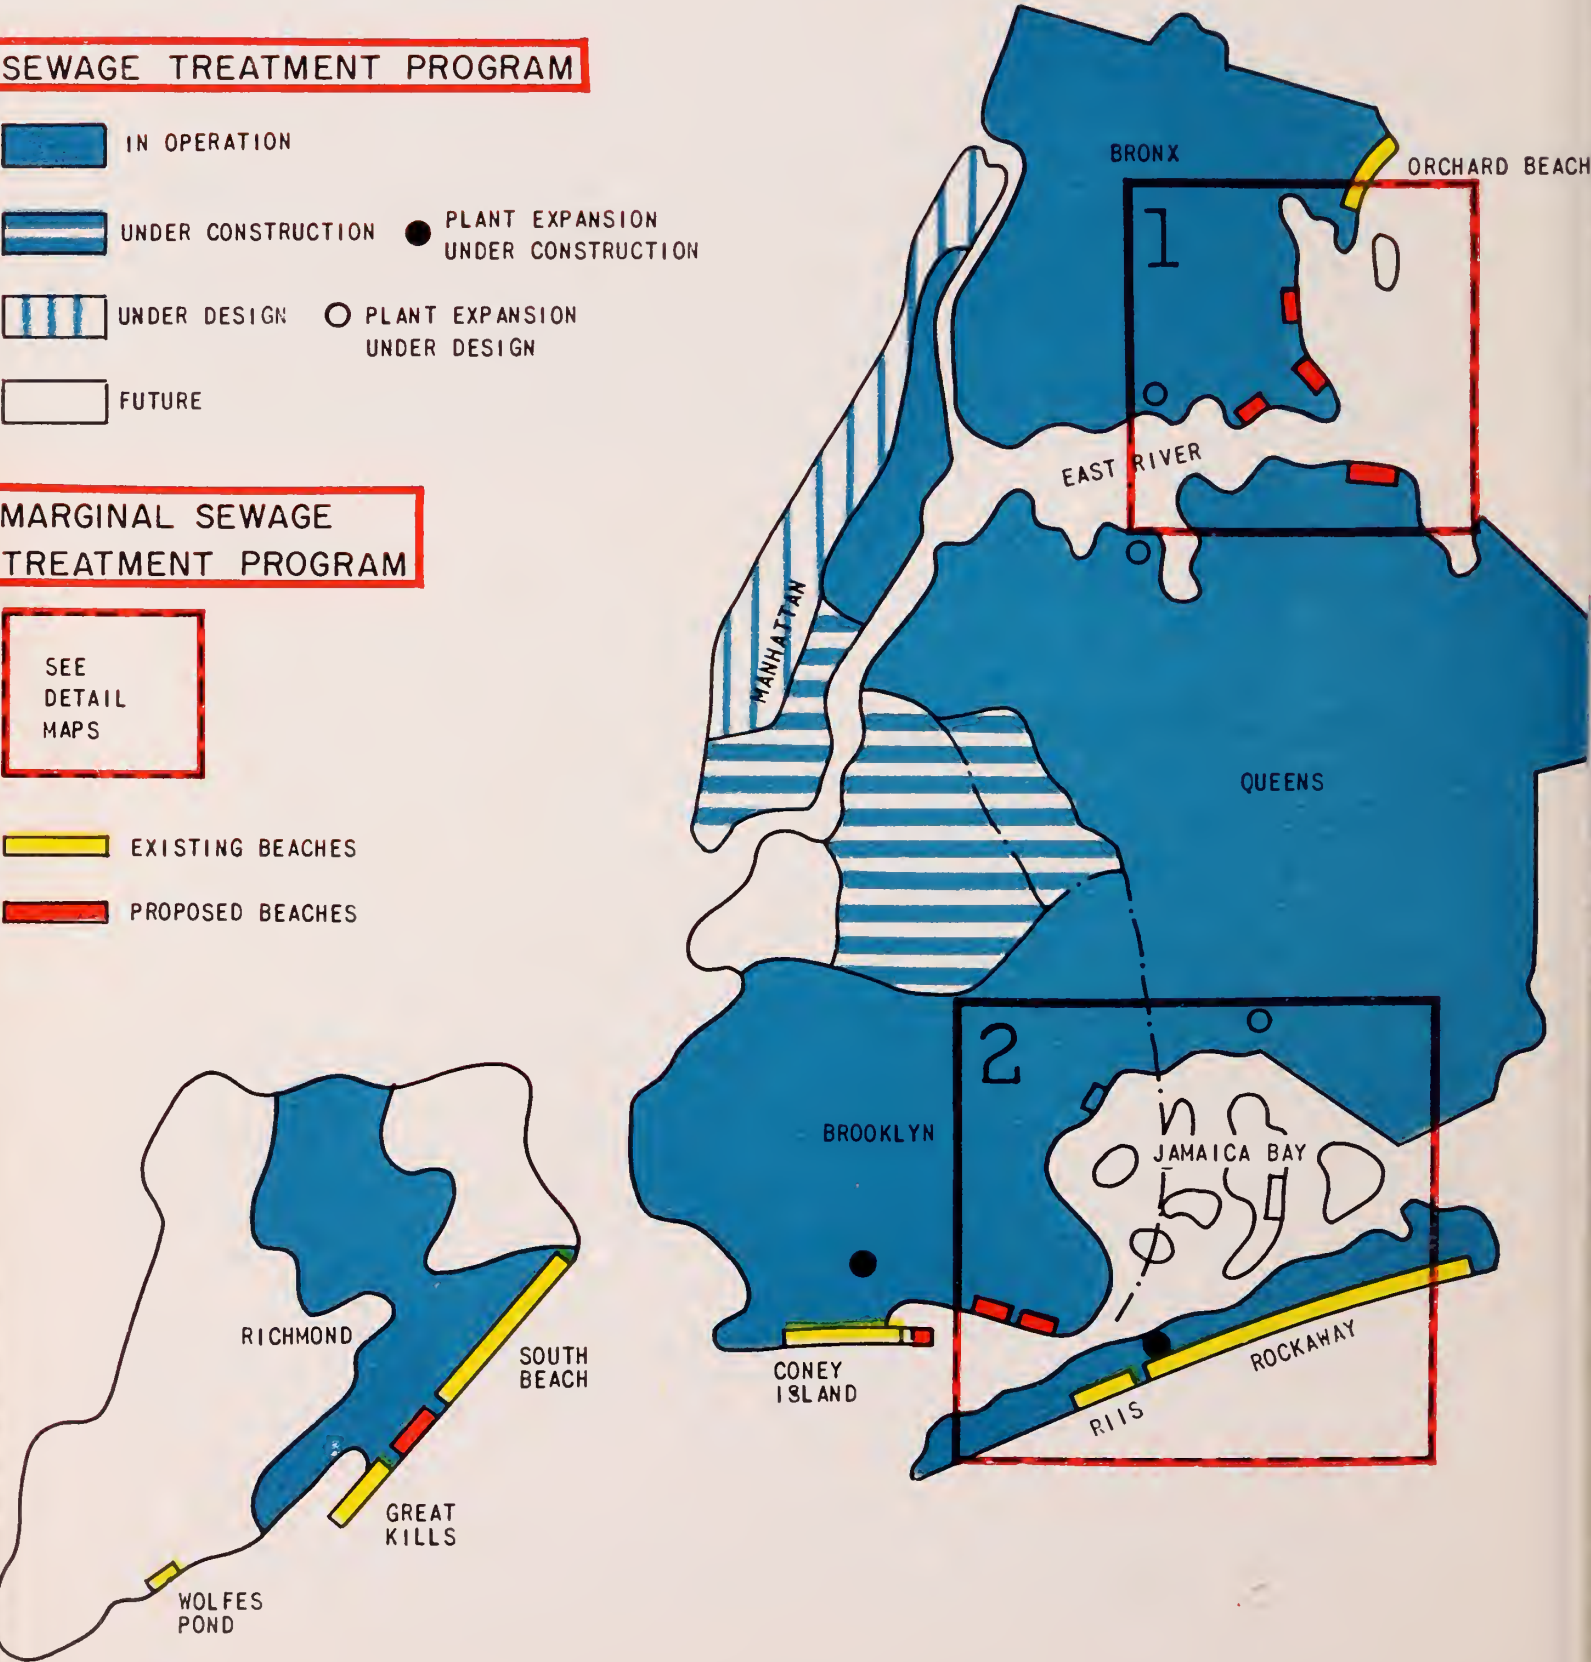 SEWAGE TREATMENT PROGRAM
IN OPERATION
UNDER CONSTRUCTION
PLANT EXPANSION
UNDER CONSTRUCTION
UNDER DESIGN
PLANT EXPANSION
UNDER DESIGN
FUTURE
MARGINAL SEWAGE
TREATMENT PROGRAM
SEE
DETAIL
MAPS
EXISTING BEACHES
PROPOSED BEACHES
BRONX
ORCHARD BEACH
1
EAST RIVER
MANHATTAN
QUEENS
2
BROOKLYN
JAMAICA BAY
RICHMOND
SOUTH
BEACH
CONEY
ISLAND
ROCKAWAY
RIIS
GREAT
KILLS
WOLFES
POND